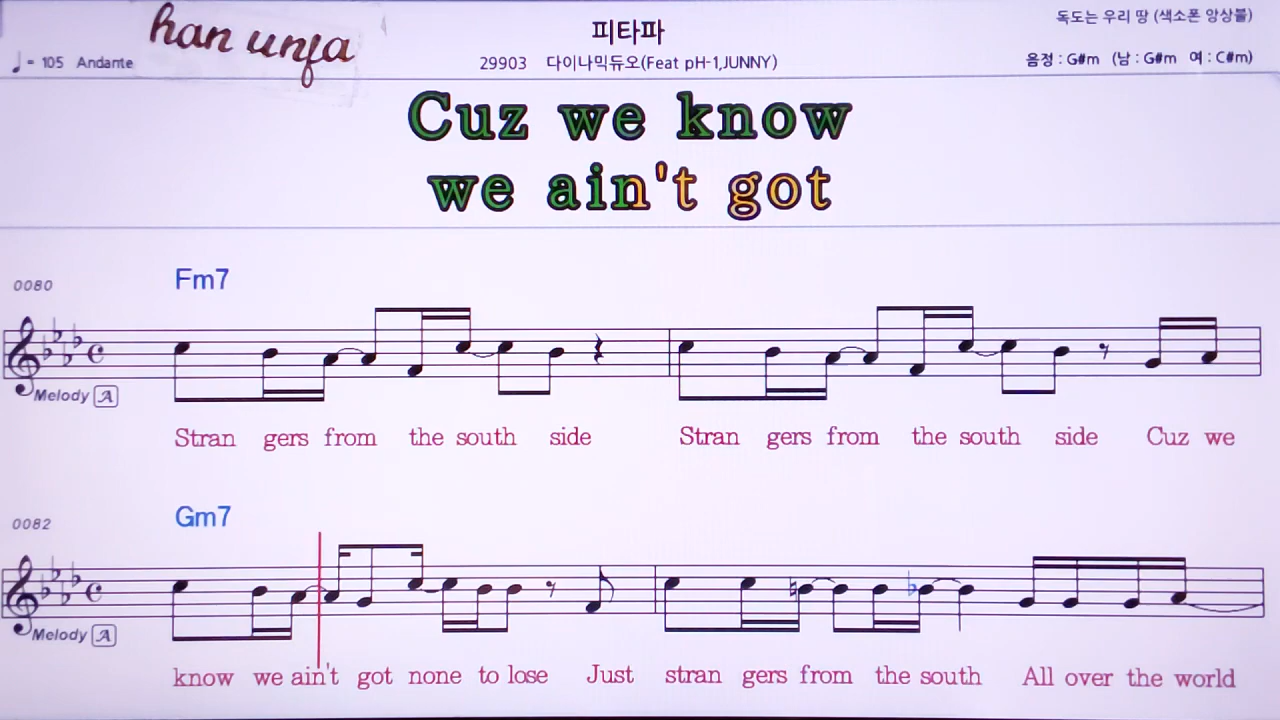 han unfa
피타파
독도는 우리 땅 (색소폰 앙상블)
♩= 105 Andante
29903 다이나믹듀오(Feat pH-1,JUNNY)
음정 : G#m (남 : G#m 여 : C#m)
Cuz we know
we ain't got
0080
Fm7
Melody A
Stran gers from the south side Stran gers from the south side Cuz we
0082
Gm7
Melody A
know we ain't got none to lose Just stran gers from the south All over the world